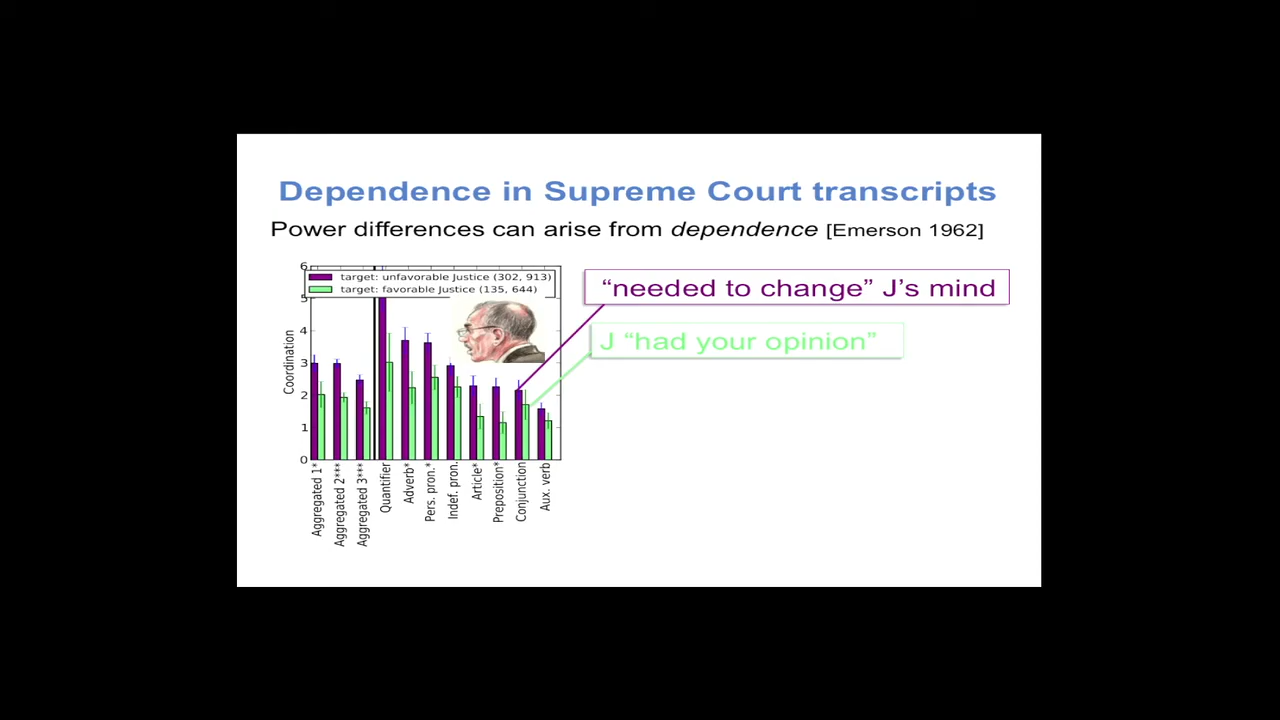 Dependence in Supreme Court transcripts
Power differences can arise from dependence [Emerson 1962]
6
5
4
3
2
1
0
Coordination
target: unfavorable Justice (302, 913)
target: favorable Justice (135, 644)
"needed to change" J's mind
J "had your opinion"
Aggregated 1*
Aggregated 2***
Aggregated 3***
Quantifier
Adverb*
Pers. pron.*
Indef. pron.
Article*
Preposition*
Conjunction
Aux. verb